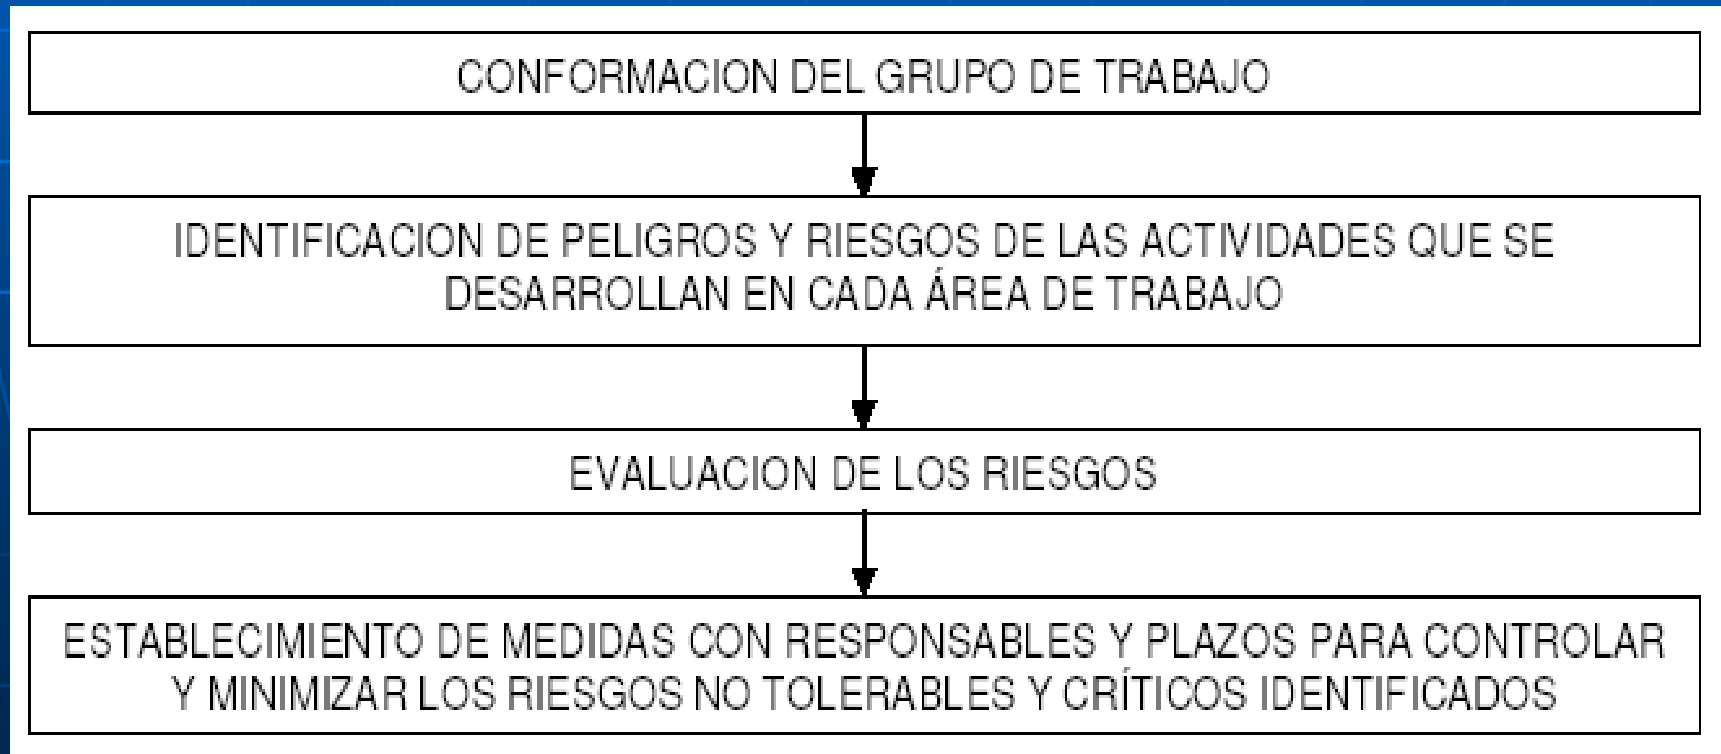 CONFORMACION DEL GRUPO DE TRABAJO
IDENTIFICACION DE PELIGROS Y RIESGOS DE LAS ACTIVIDADES QUE SE
DESARROLLAN EN CADA ÁREA DE TRABAJO
EVALUACION DE LOS RIESGOS
ESTABLECIMIENTO DE MEDIDAS CON RESPONSABLES Y PLAZOS PARA CONTROLAR
Y MINIMIZAR LOS RIESGOS NO TOLERABLES Y CRÍTICOS IDENTIFICADOS